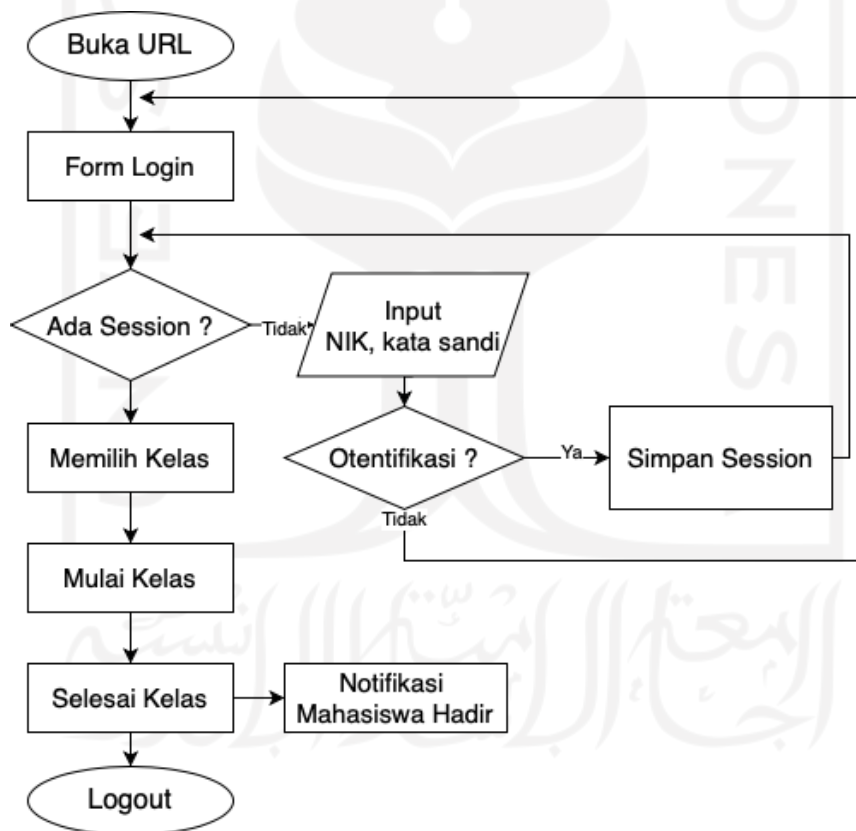 Buka URL
Form Login
Ada Session ?
Tidak
Input
NIK, kata sandi
Memilih Kelas
Otentifikasi ?
Ya
Simpan Session
Tidak
Mulai Kelas
Selesai Kelas
Notifikasi
Mahasiswa Hadir
Logout